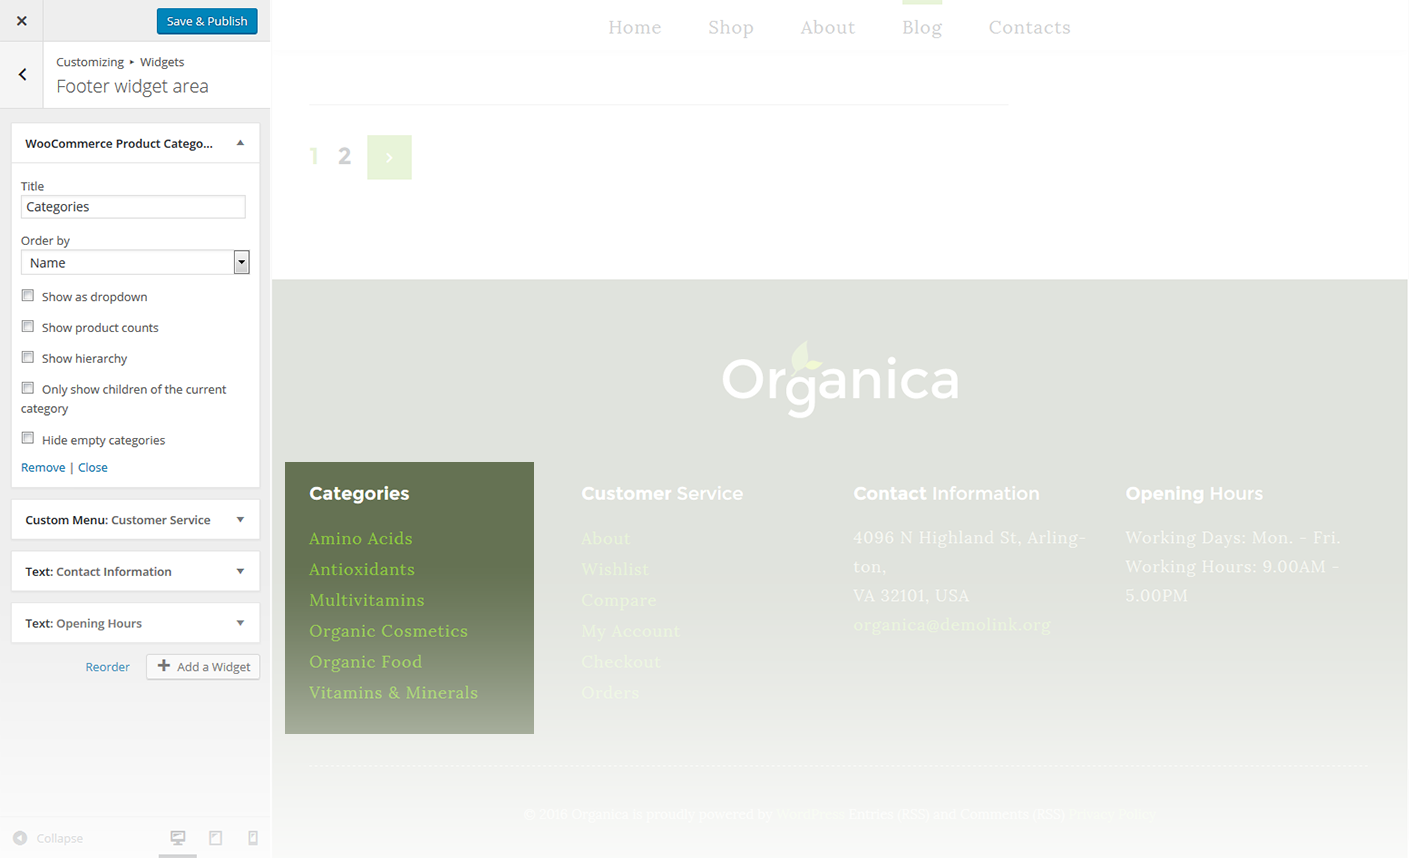 Save & Publish
Customizing ▸ Widgets
Footer widget area
WooCommerce Product Catego...
Title
Categories
Order by
Name
Show as dropdown
Show product counts
Show hierarchy
Only show children of the current
category
Hide empty categories
Remove | Close
Custom Menu: Customer Service
Text: Contact Information
Text: Opening Hours
Reorder
Add a Widget
Collapse
Home Shop About Blog Contacts
1 2
Organica
Categories
Amino Acids
Antioxidants
Multivitamins
Organic Cosmetics
Organic Food
Vitamins & Minerals
Customer Service
About
Wishlist
Compare
My Account
Checkout
Orders
Contact Information
4096 N Highland St, Arling-
ton,
VA 32101, USA
organica@demolink.org
Opening Hours
Working Days: Mon. - Fri.
Working Hours: 9.00AM -
5.00PM
Organica is proudly powered by WordPress Entries (RSS) and Comments (RSS) Privacy Policy